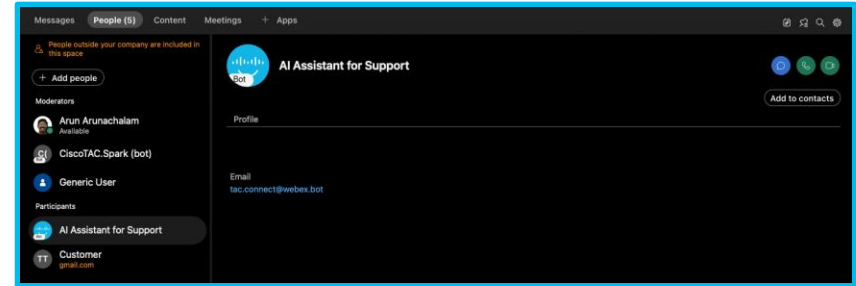 Messages People (5) Content Meetings + Apps
People outside your company are included in
this space
+ Add people
Moderators
Arun Arunachalam
Available
CiscoTAC.Spark (bot)
Generic User
Participants
AI Assistant for Support
TT Customer
gmail.com
Bot
AI Assistant for Support
Add to contacts
Profile
Email
tac.connect@webex.bot